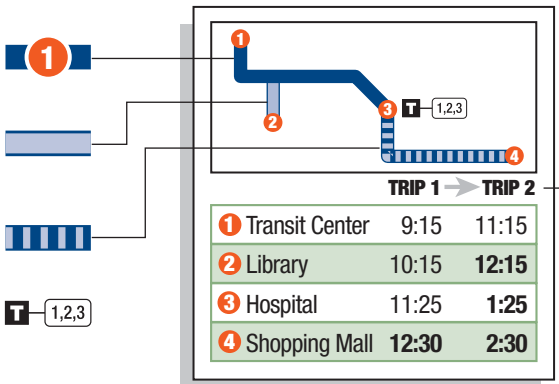 1
1
2
3 T 1,2,3
4
TRIP 1 TRIP 2
1 Transit Center 9:15 11:15
2 Library 10:15 12:15
3 Hospital 11:25 1:25
4 Shopping Mall 12:30 2:30
T 1,2,3